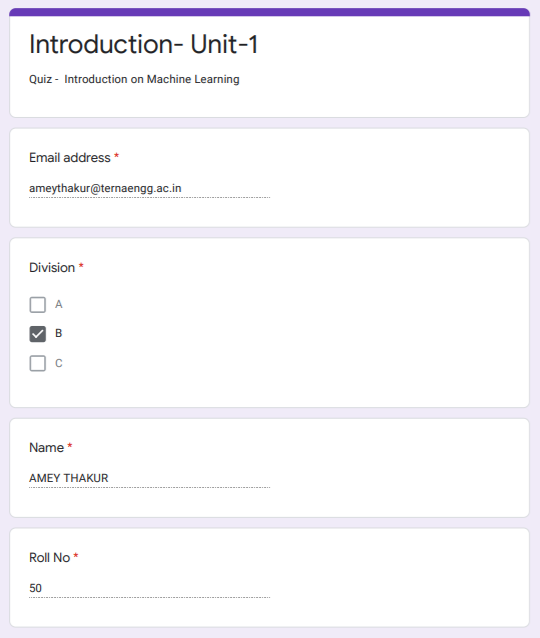 Introduction- Unit-1
Quiz - Introduction on Machine Learning
Email address *
ameythakur@ternaengg.ac.in
Division *
A
B
C
Name *
AMEY THAKUR
Roll No *
50